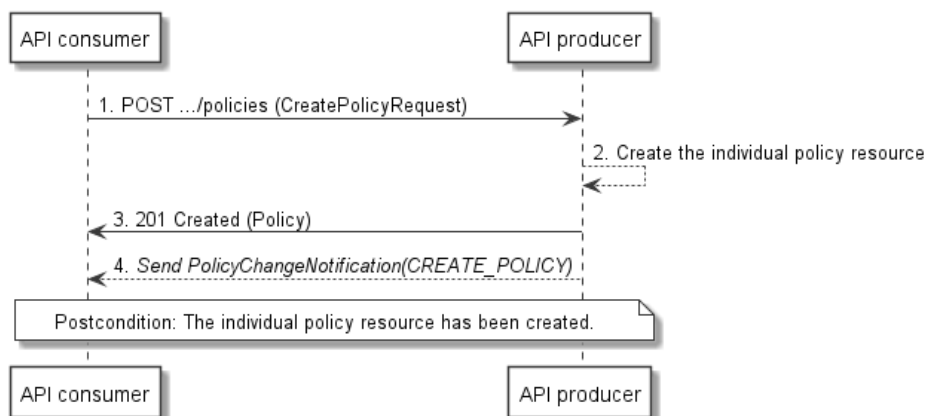 API consumer
API producer
1. POST .../policies (CreatePolicyRequest)
2. Create the individual policy resource
3. 201 Created (Policy)
4. Send PolicyChangeNotification(CREATE_POLICY)
Postcondition: The individual policy resource has been created.
API consumer
API producer